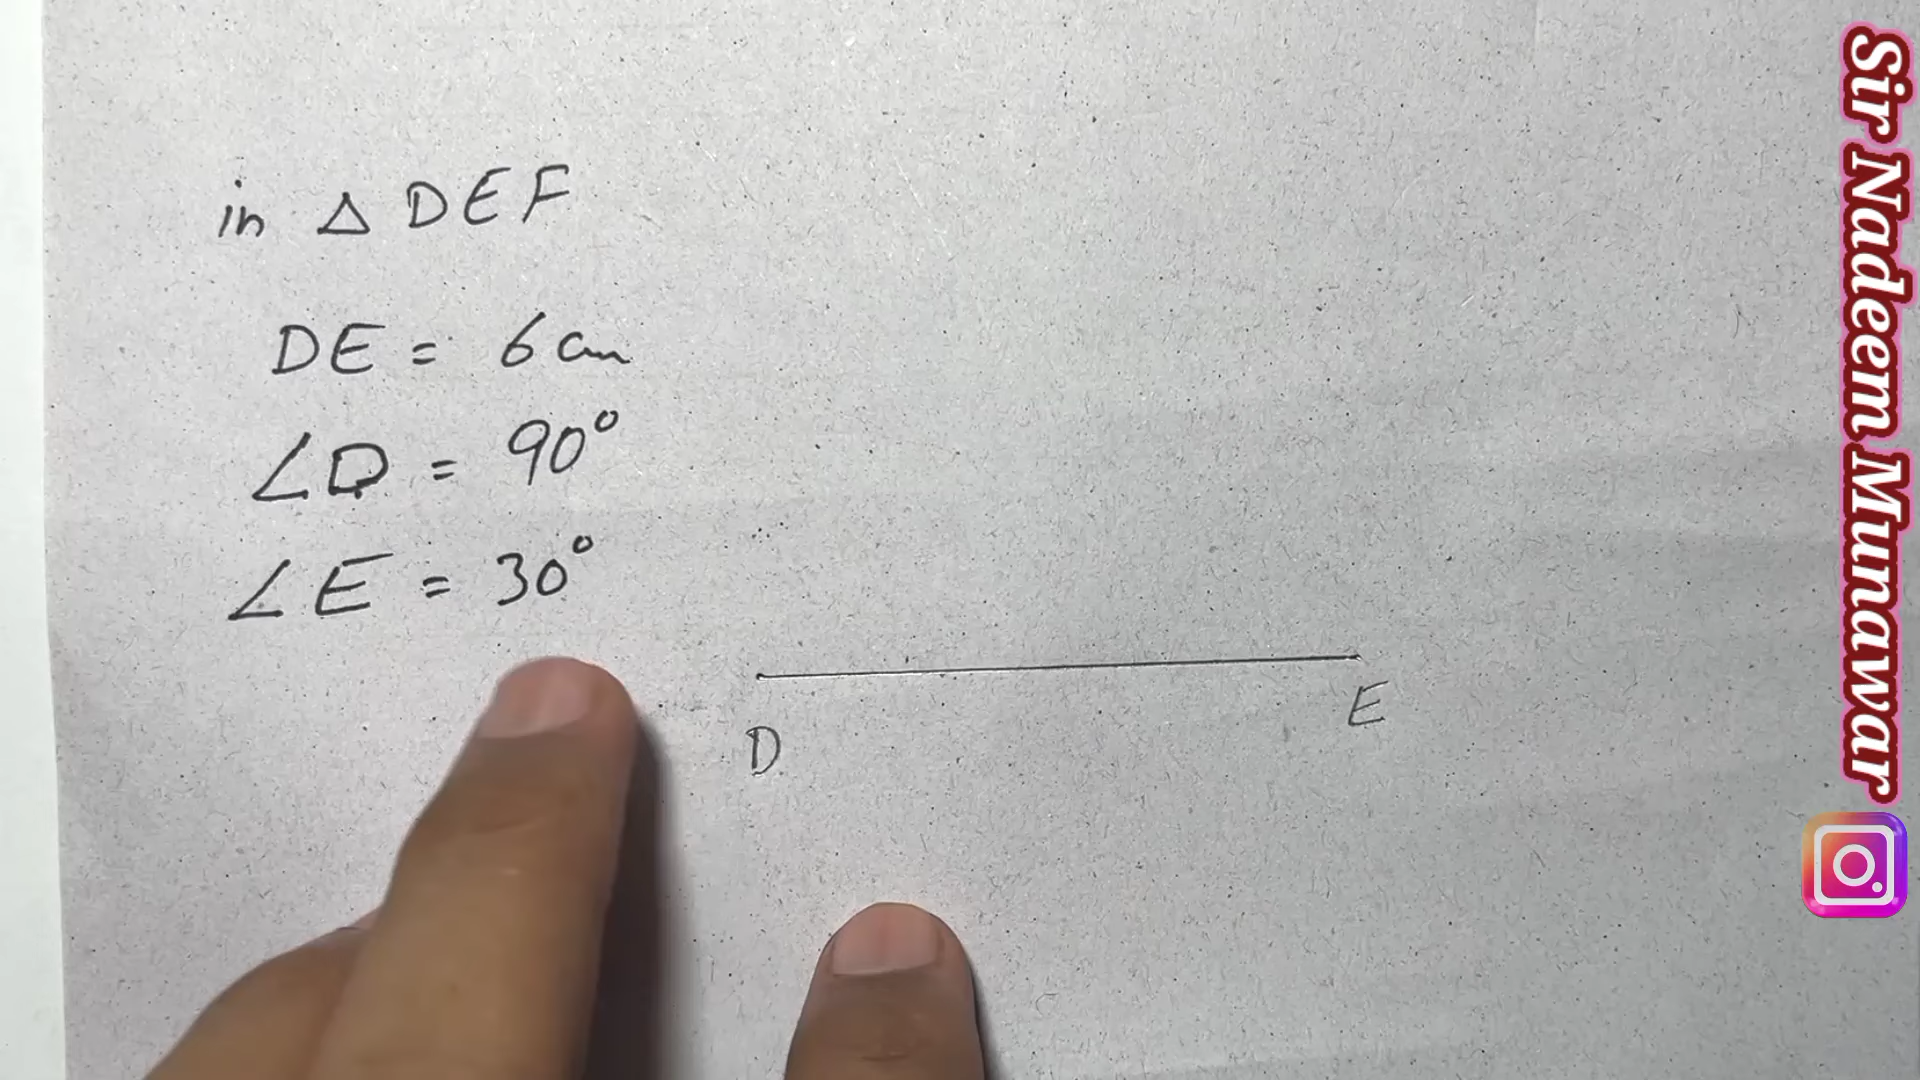 in △ DEF
DE = 6 cm
∠D = 90°
∠E = 30°
D
E
Sir Nadeem Munawar